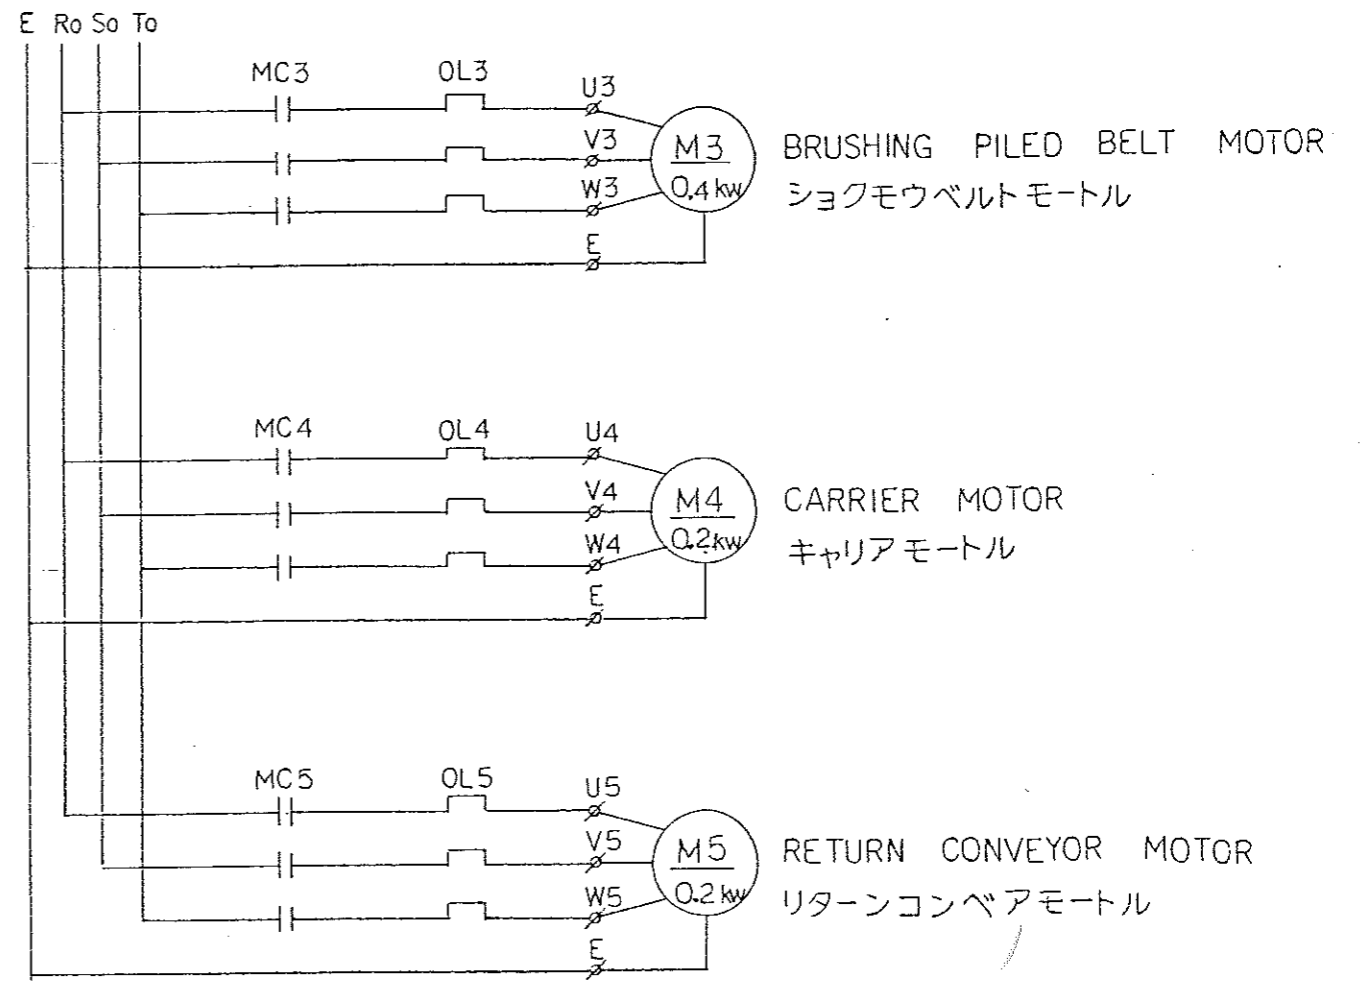 E Ro So To
MC3 OL3 U3
V3
W3
E
M3
0.4kw
BRUSHING PILED BELT MOTOR
ショクモウベルトモートル
MC4 OL4 U4
V4
W4
E
M4
0.2kw
CARRIER MOTOR
キャリアモートル
MC5 OL5 U5
V5
W5
E
M5
0.2kw
RETURN CONVEYOR MOTOR
リターンコンベアモートル